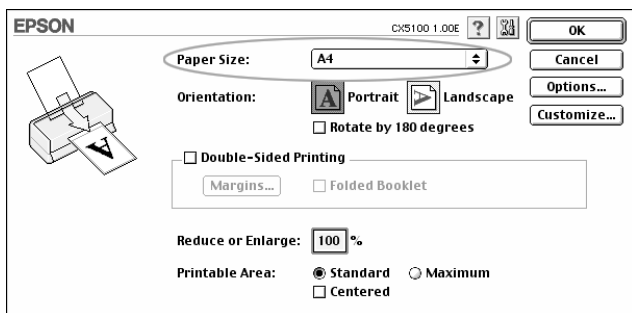 EPSON CX5100 1.00E ? OK
Paper Size: A4 Cancel
Orientation: A Portrait A Landscape Options...
Rotate by 180 degrees Customize...
Double-Sided Printing
Margins... Folded Booklet
Reduce or Enlarge: 100 %
Printable Area: Standard Maximum
Centered
A